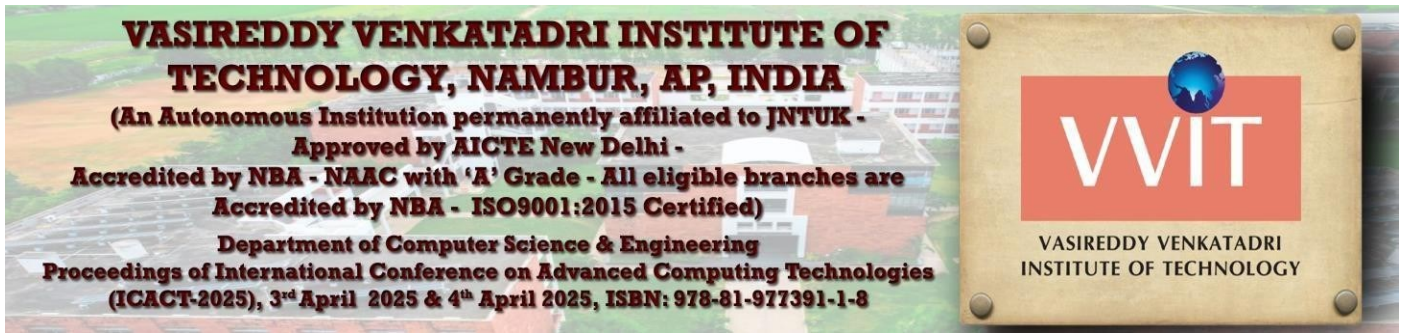 VASIREDDY VENKATADRI INSTITUTE OF
TECHNOLOGY, NAMBUR, AP, INDIA
(An Autonomous Institution permanently affiliated to JNTUK -
Approved by AICTE New Delhi -
Accredited by NBA - NAAC with ‘A’ Grade - All eligible branches are
Accredited by NBA - ISO9001:2015 Certified)
Department of Computer Science & Engineering
Proceedings of International Conference on Advanced Computing Technologies
(ICACT-2025), 3rd April 2025 & 4th April 2025, ISBN: 978-81-977391-1-8
VVIT
VASIREDDY VENKATADRI
INSTITUTE OF TECHNOLOGY